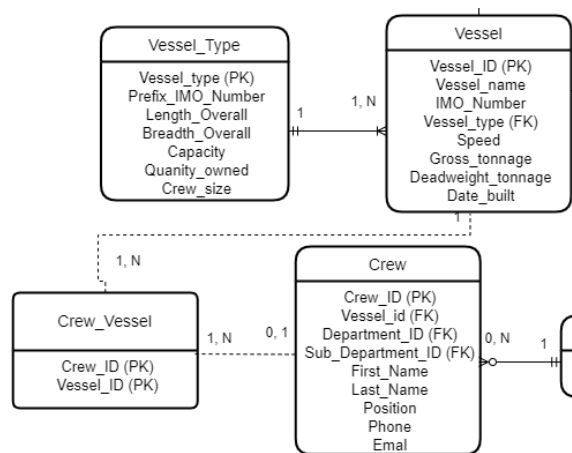 Vessel_Type
Vessel_type (PK)
Prefix_IMO_Number
Length_Overall
Breadth_Overall
Capacity
Quanity_owned
Crew_size
1
1, N
Vessel
Vessel_ID (PK)
Vessel_name
IMO_Number
Vessel_type (FK)
Speed
Gross_tonnage
Deadweight_tonnage
Date_built
1
1, N
Crew_Vessel
Crew_ID (PK)
Vessel_ID (PK)
1, N
0, 1
Crew
Crew_ID (PK)
Vessel_id (FK)
Department_ID (FK)
Sub_Department_ID (FK)
First_Name
Last_Name
Position
Phone
Emal
0, N
1